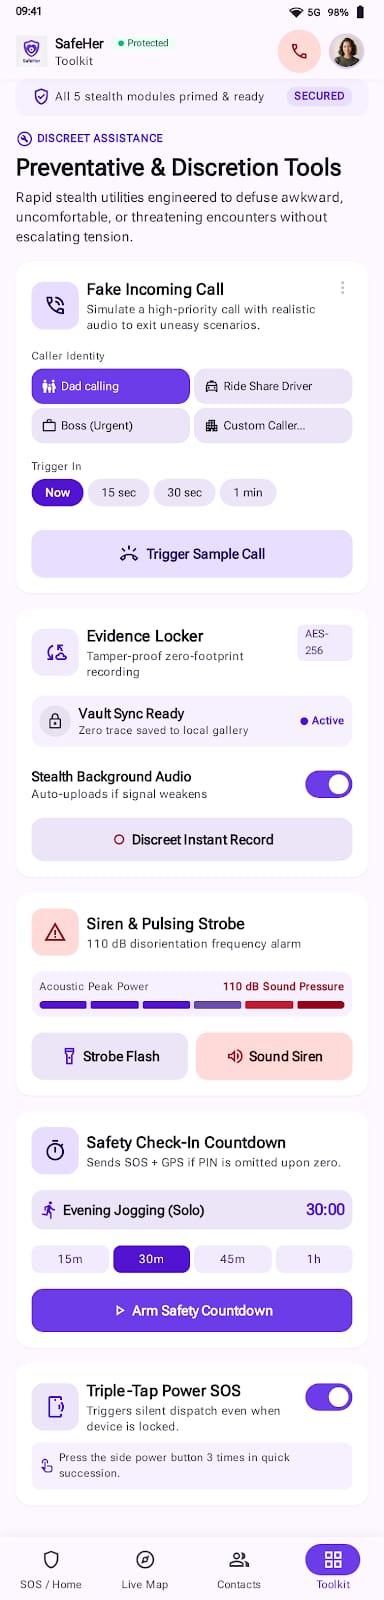 09:41
5G 98%
SafeHer
Protected
Toolkit
SafeHer
All 5 stealth modules primed & ready
SECURED
DISCREET ASSISTANCE
Preventative & Discretion Tools
Rapid stealth utilities engineered to defuse awkward,
uncomfortable, or threatening encounters without
escalating tension.
Fake Incoming Call
Simulate a high-priority call with realistic
audio to exit uneasy scenarios.
Caller Identity
Dad calling
Ride Share Driver
Boss (Urgent)
Custom Caller...
Trigger In
Now
15 sec
30 sec
1 min
Trigger Sample Call
Evidence Locker
AES-
256
Tamper-proof zero-footprint
recording
Vault Sync Ready
Zero trace saved to local gallery
Active
Stealth Background Audio
Auto-uploads if signal weakens
Discreet Instant Record
Siren & Pulsing Strobe
110 dB disorientation frequency alarm
Acoustic Peak Power
110 dB Sound Pressure
Strobe Flash
Sound Siren
Safety Check-In Countdown
Sends SOS + GPS if PIN is omitted upon zero.
Evening Jogging (Solo)
30:00
15m
30m
45m
1h
Arm Safety Countdown
Triple-Tap Power SOS
Triggers silent dispatch even when
device is locked.
Press the side power button 3 times in quick
succession.
SOS / Home
Live Map
Contacts
Toolkit